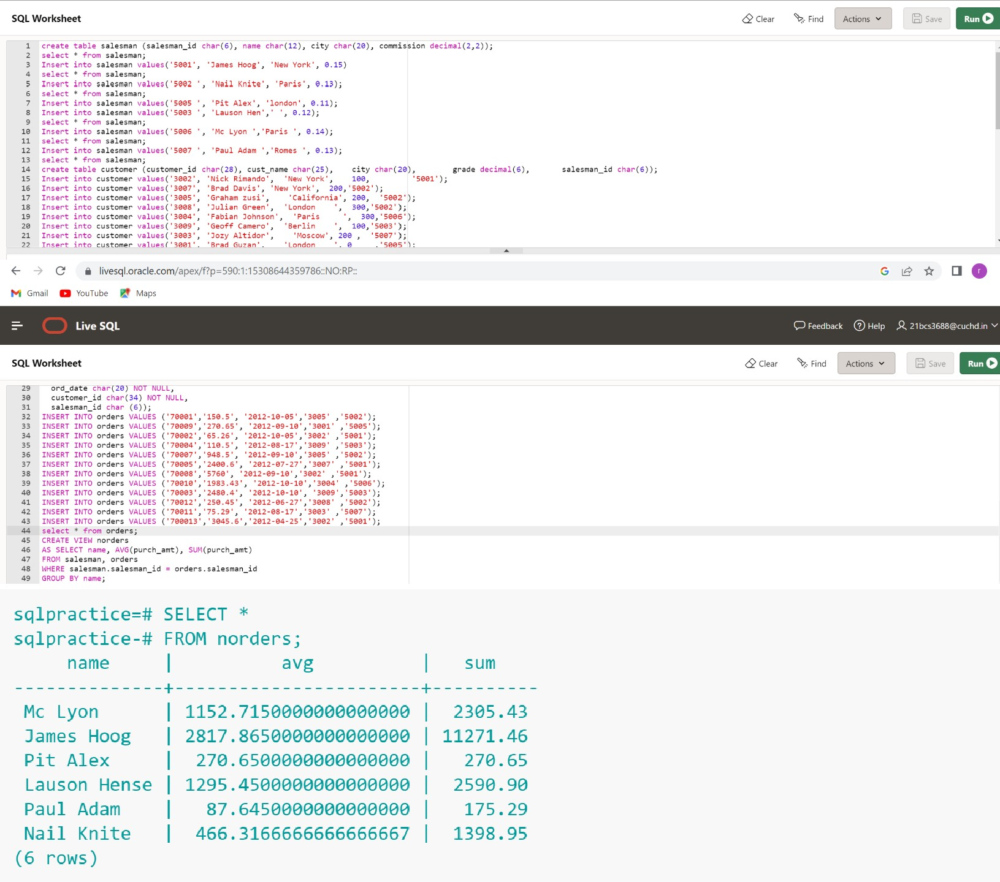 SQL Worksheet
Clear Find Actions Save Run
1 create table salesman (salesman_id char(6), name char(12), city char(20), commission decimal(2,2));
2 select * from salesman;
3 Insert into salesman values('5001', 'James Hoog', 'New York', 0.15)
4 select * from salesman;
5 Insert into salesman values('5002 ', 'Nail Knite', 'Paris', 0.13);
6 select * from salesman;
7 Insert into salesman values('5005 ', 'Pit Alex', 'london', 0.11);
8 Insert into salesman values('5003 ', 'Lauson Hen',' ', 0.12);
9 select * from salesman;
10 Insert into salesman values('5006 ', 'Mc Lyon ','Paris ', 0.14);
11 select * from salesman;
12 Insert into salesman values('5007 ', 'Paul Adam ','Romes ', 0.13);
13 select * from salesman;
14 create table customer (customer_id char(28), cust_name char(25), city char(20), grade decimal(6), salesman_id char(6));
15 Insert into customer values('3002', 'Nick Rimando', 'New York', 100, '5001');
16 Insert into customer values('3007', 'Brad Davis', 'New York', 200,'5002');
17 Insert into customer values('3005', 'Graham zusi', 'California', 200, '5002');
18 Insert into customer values('3008', 'Julian Green', 'London ', 300,'5002');
19 Insert into customer values('3004', 'Fabian Johnson', 'Paris ', 300,'5006');
20 Insert into customer values('3009', 'Geoff Camero', 'Berlin ', 100,'5003');
21 Insert into customer values('3003', 'Jozy Altidor', 'Moscow', 200 , '5007');
22 Insert into customer values('3001', 'Brad Guzan', 'London ', 0 ,'5005');
livesql.oracle.com/apex/f?p=590:1:15308644359786::NO:RP::
r
Gmail YouTube Maps
Live SQL
Feedback Help 21bcs3688@cuchd.in
SQL Worksheet
Clear Find Actions Save Run
29 ord_date char(20) NOT NULL,
30 customer_id char(34) NOT NULL,
31 salesman_id char (6));
32 INSERT INTO orders VALUES ('70001','150.5', '2012-10-05','3005' ,'5002');
33 INSERT INTO orders VALUES ('70009','270.65', '2012-09-10','3001' ,'5005');
34 INSERT INTO orders VALUES ('70002','65.26', '2012-10-05','3002' ,'5001');
35 INSERT INTO orders VALUES ('70004','110.5', '2012-08-17','3009' ,'5003');
36 INSERT INTO orders VALUES ('70007','948.5', '2012-09-10','3005' ,'5002');
37 INSERT INTO orders VALUES ('70005','2400.6', '2012-07-27','3007' ,'5001');
38 INSERT INTO orders VALUES ('70008','5760', '2012-09-10','3002' ,'5001');
39 INSERT INTO orders VALUES ('70010','1983.43', '2012-10-10','3004' ,'5006');
40 INSERT INTO orders VALUES ('70003','2480.4', '2012-10-10', '3009','5003');
41 INSERT INTO orders VALUES ('70012','250.45', '2012-06-27','3008' ,'5002');
42 INSERT INTO orders VALUES ('70011','75.29', '2012-08-17','3003' ,'5007');
43 INSERT INTO orders VALUES ('700013','3045.6','2012-04-25','3002' ,'5001');
44 select * from orders;
45 CREATE VIEW norders
46 AS SELECT name, AVG(purch_amt), SUM(purch_amt)
47 FROM salesman, orders
48 WHERE salesman.salesman_id = orders.salesman_id
49 GROUP BY name;
sqlpractice=# SELECT *
sqlpractice-# FROM norders;
name | avg | sum
--------------+------------------------+----------
Mc Lyon | 1152.7150000000000000 | 2305.43
James Hoog | 2817.8650000000000000 | 11271.46
Pit Alex | 270.6500000000000000 | 270.65
Lauson Hense | 1295.4500000000000000 | 2590.90
Paul Adam | 87.6450000000000000 | 175.29
Nail Knite | 466.3166666666666667 | 1398.95
(6 rows)